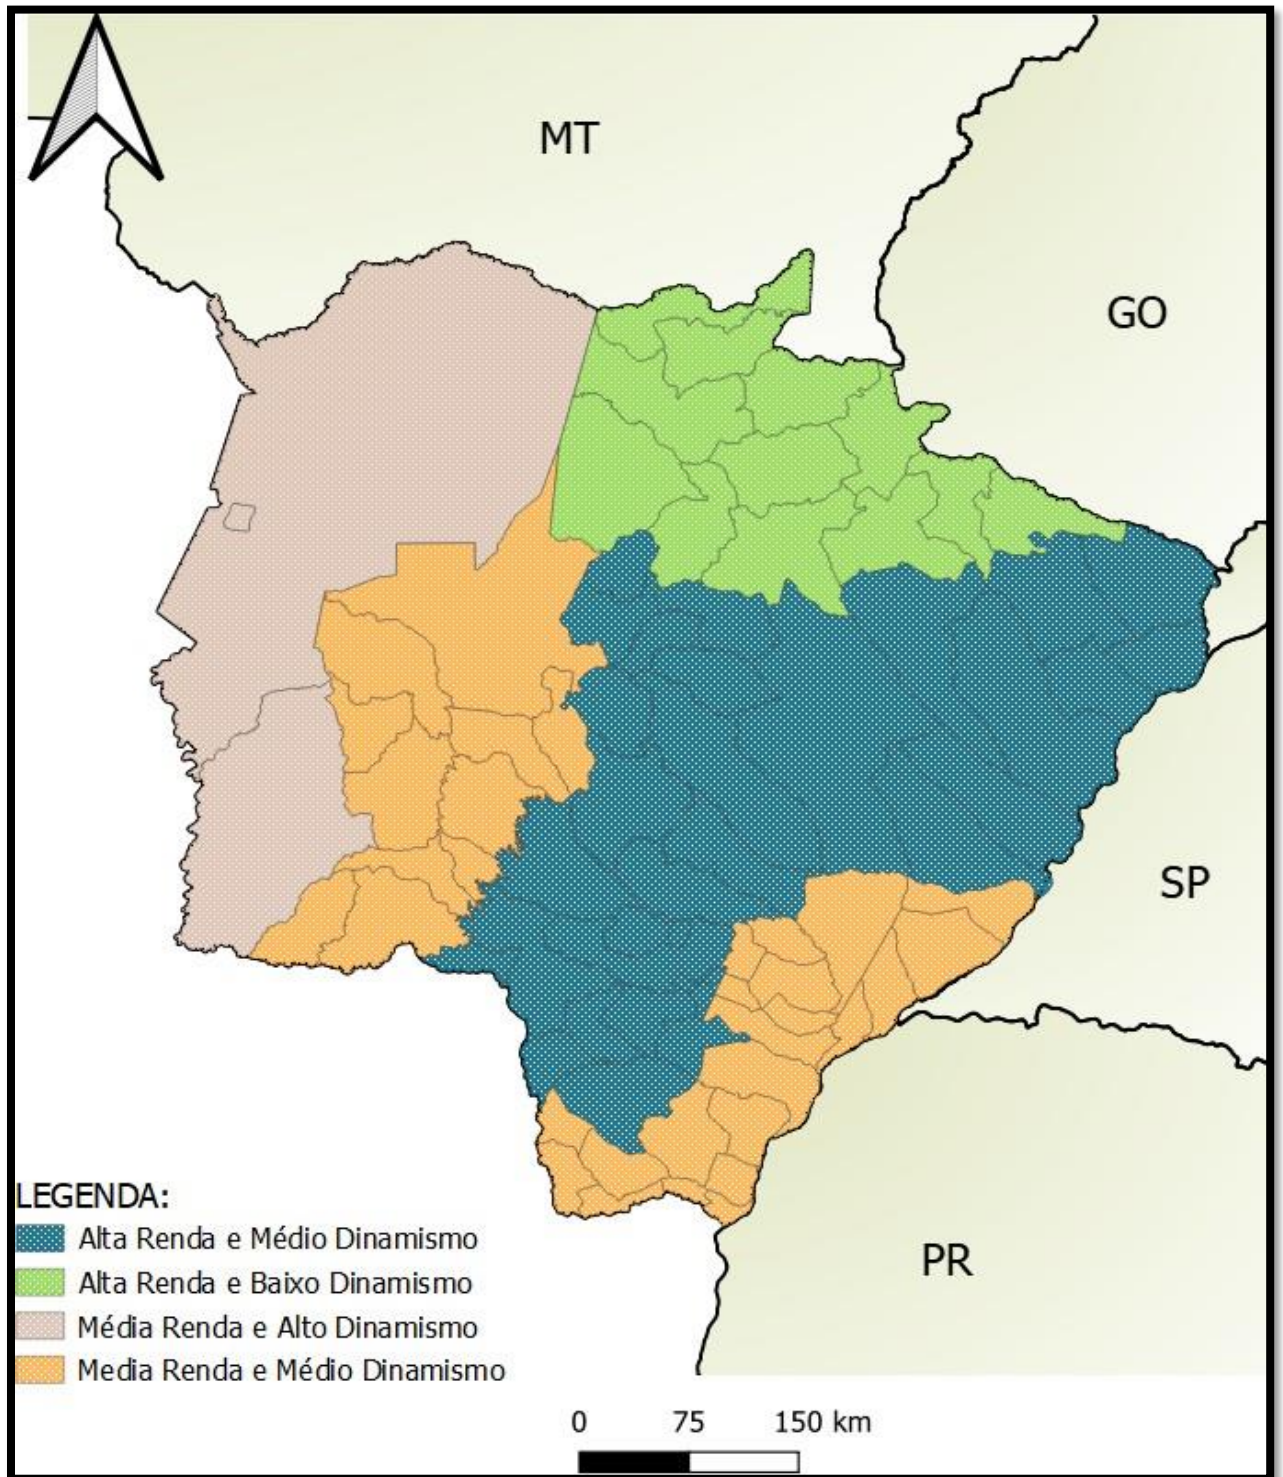 MT
GO
SP
PR
LEGENDA:
Alta Renda e Médio Dinamismo
Alta Renda e Baixo Dinamismo
Média Renda e Alto Dinamismo
Media Renda e Médio Dinamismo
0 75 150 km